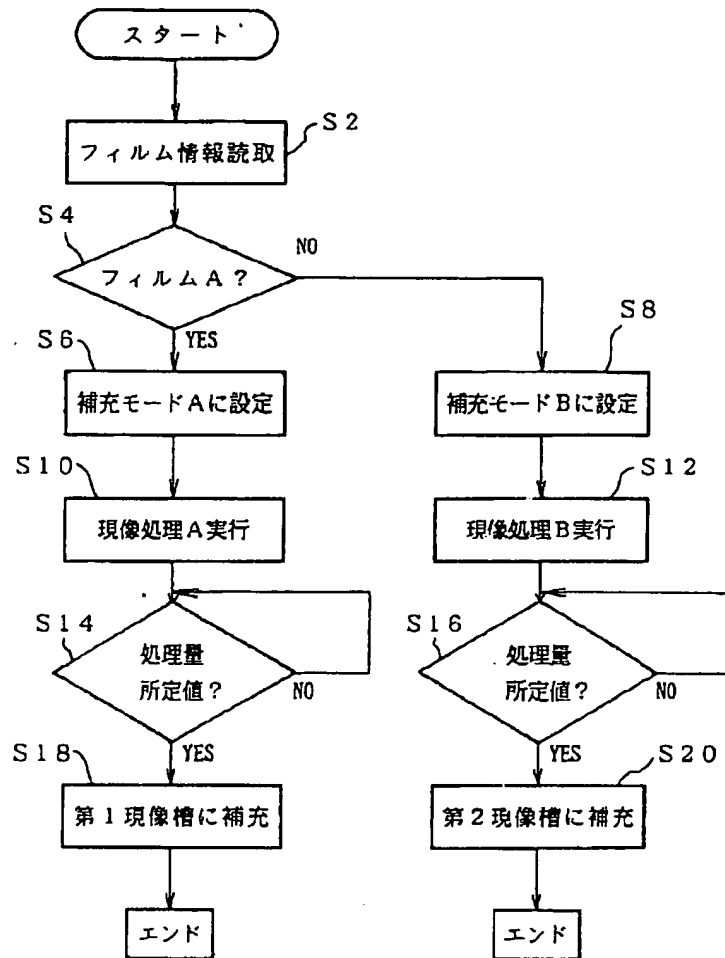 スタート
S2
フィルム情報読取
S4
フィルムA?
NO
YES
S6
補充モードAに設定
S8
補充モードBに設定
S10
現像処理A実行
S12
現像処理B実行
S14
処理量
所定値?
NO
YES
S16
処理量
所定値?
NO
YES
S18
第1現像槽に補充
S20
第2現像槽に補充
エンド
エンド